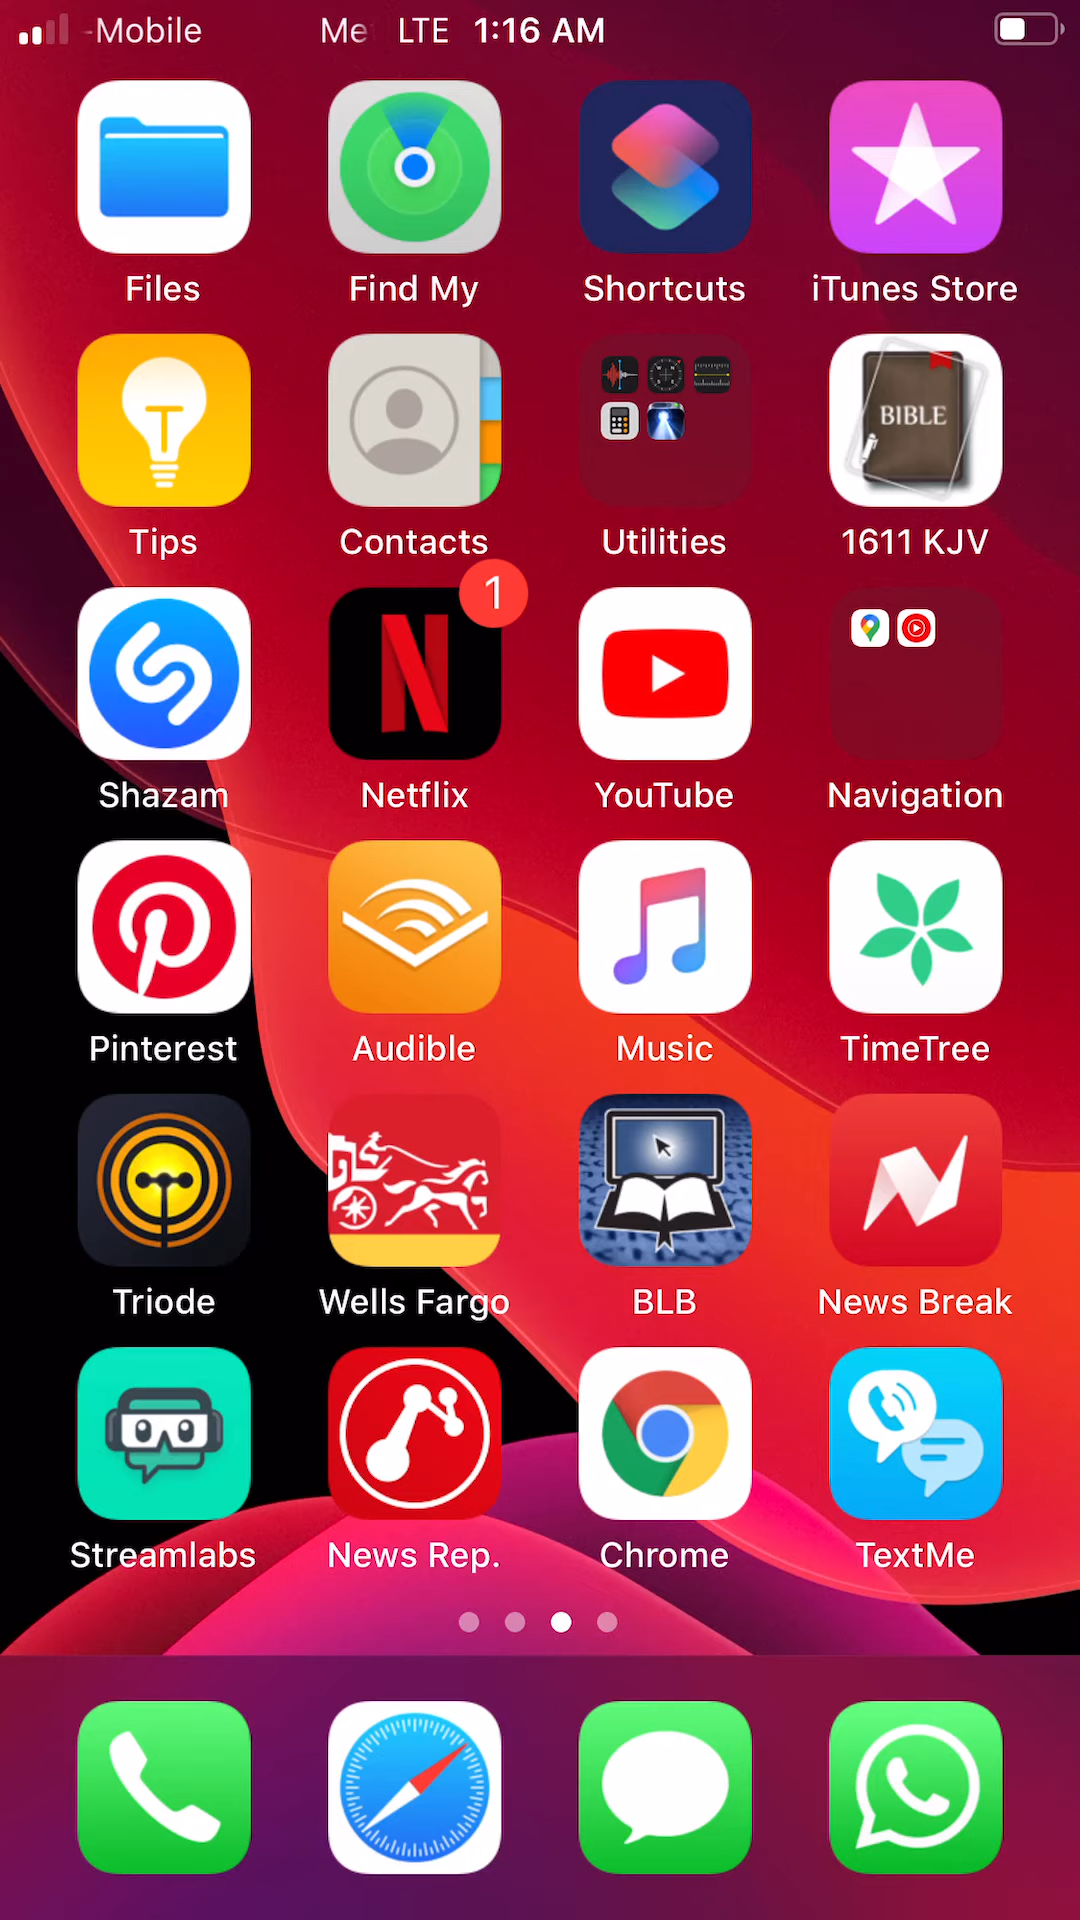 -Mobile Me LTE 1:16 AM
Files Find My Shortcuts iTunes Store
BIBLE
Tips Contacts Utilities 1611 KJV
1
Shazam Netflix YouTube Navigation
Pinterest Audible Music TimeTree
Triode Wells Fargo BLB News Break
Streamlabs News Rep. Chrome TextMe